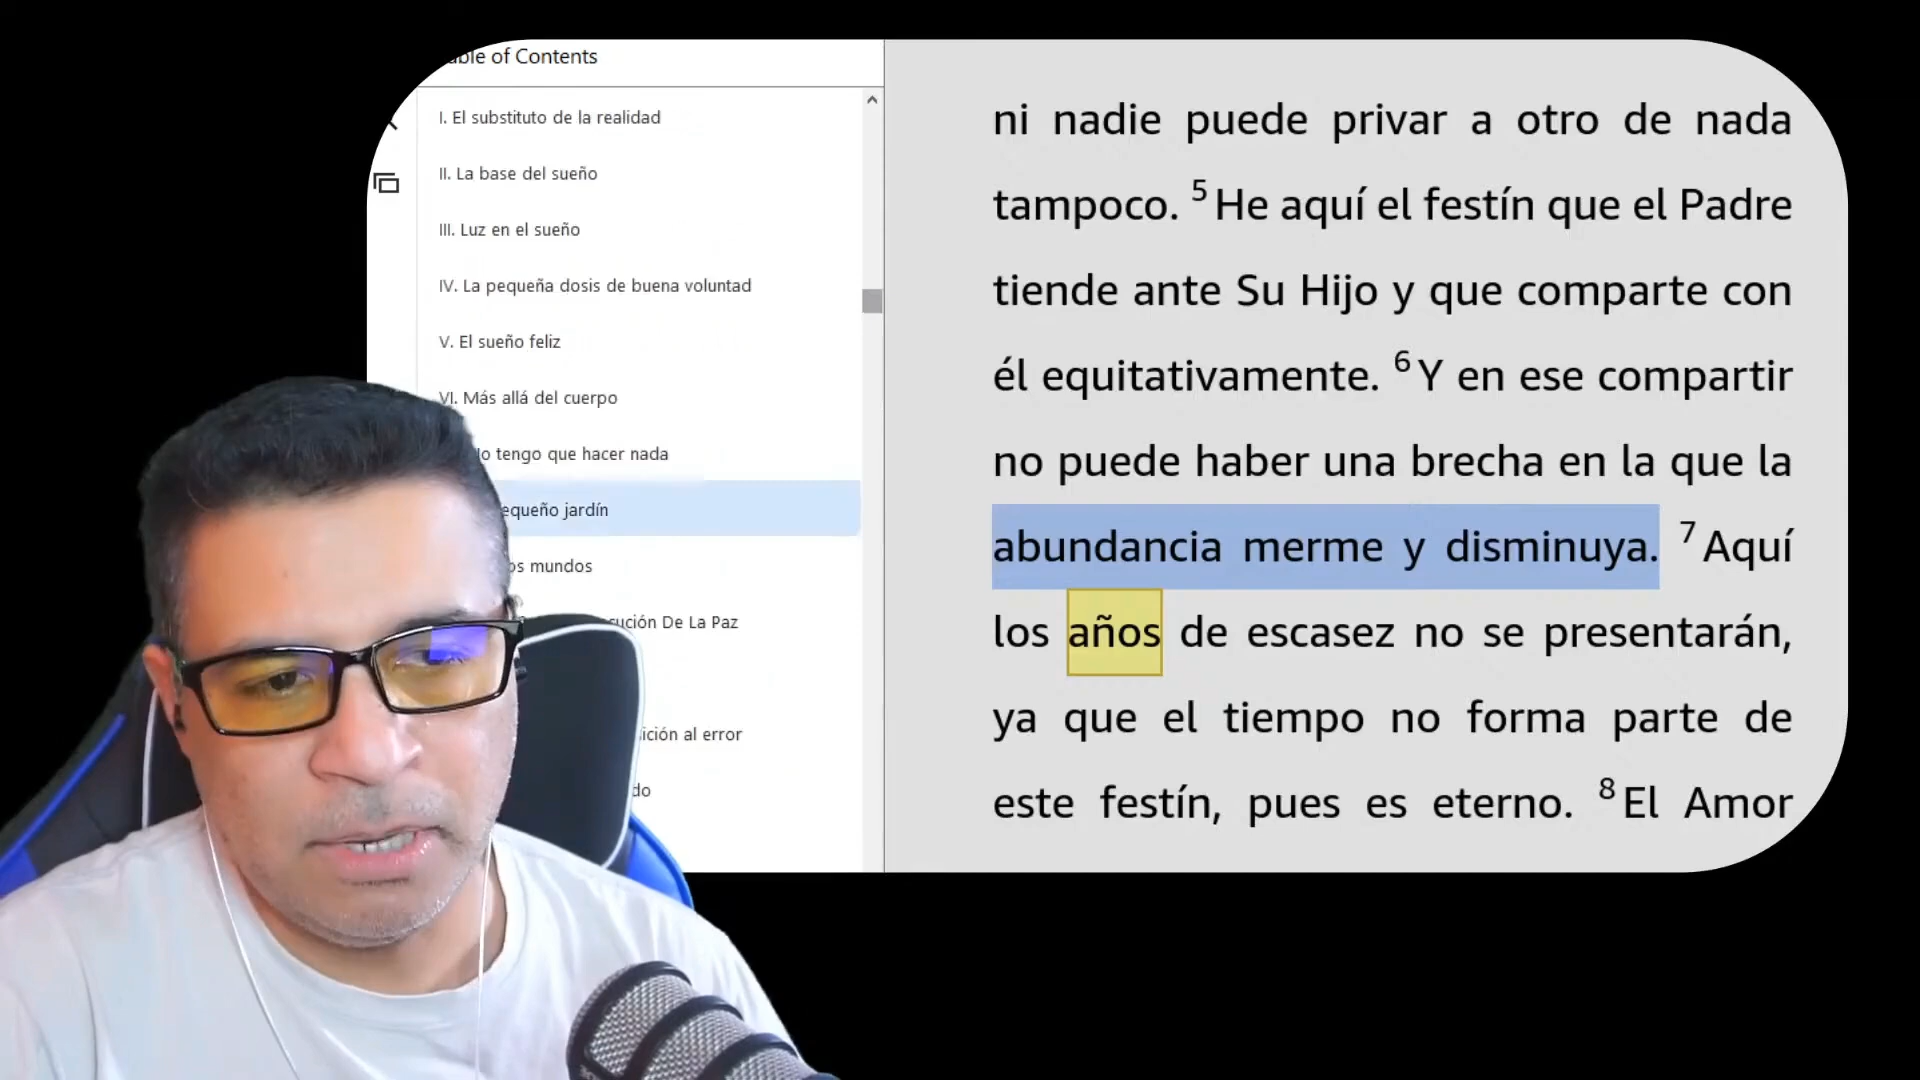 able of Contents
I. El substituto de la realidad
II. La base del sueño
III. Luz en el sueño
IV. La pequeña dosis de buena voluntad
V. El sueño feliz
VI. Más allá del cuerpo
tengo que hacer nada
equeño jardín
os mundos
cución De La Paz
ición al error
do
ni nadie puede privar a otro de nada
tampoco. 5 He aquí el festín que el Padre
tiende ante Su Hijo y que comparte con
él equitativamente. 6 Y en ese compartir
no puede haber una brecha en la que la
abundancia merme y disminuya. 7 Aquí
los años de escasez no se presentarán,
ya que el tiempo no forma parte de
este festín, pues es eterno. 8 El Amor